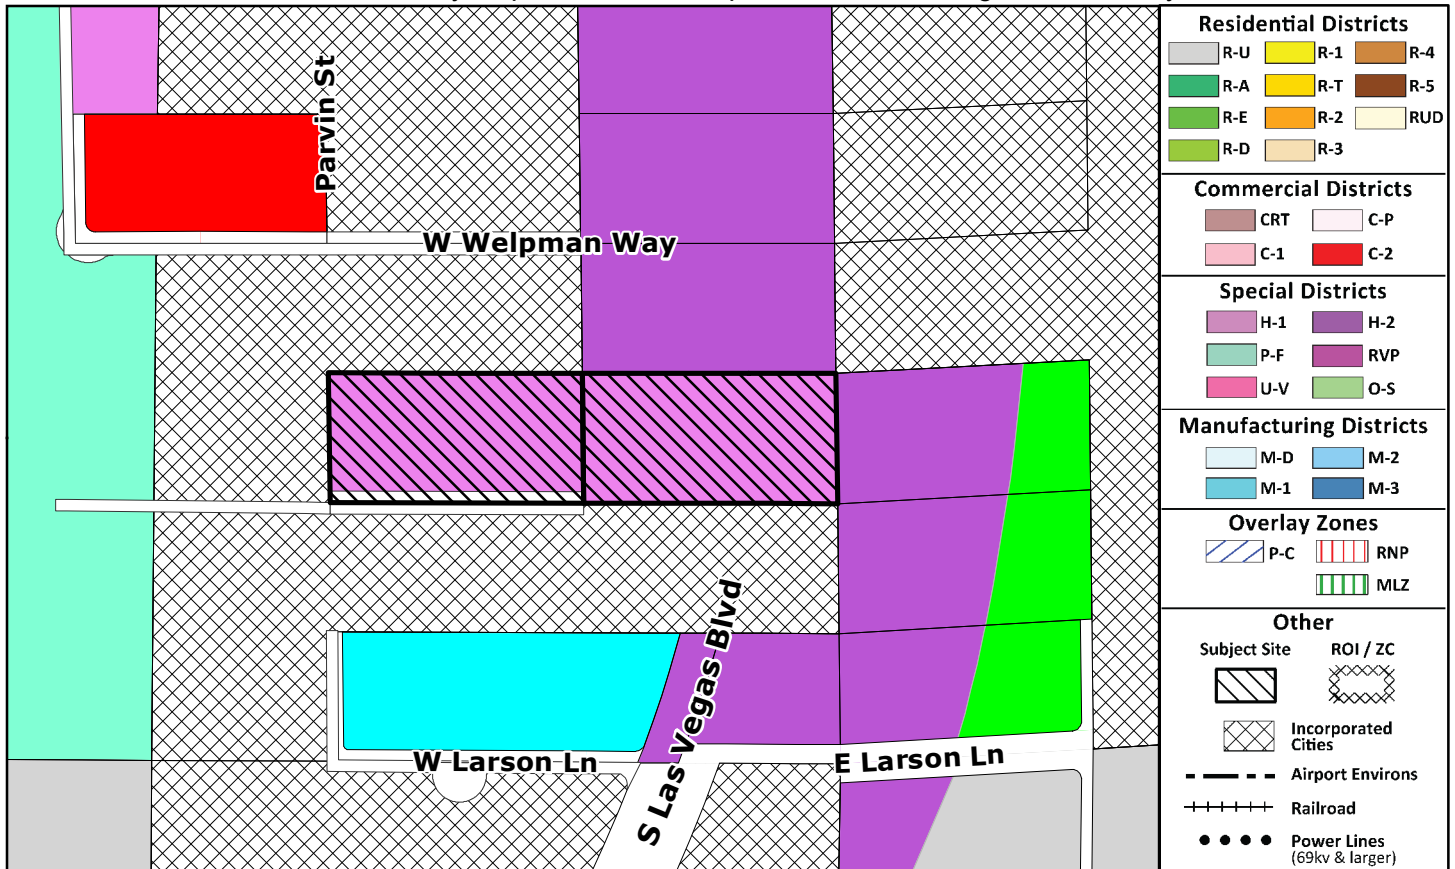 Parvin St
W Welpman Way
S Las Vegas Blvd
W Larson Ln
E Larson Ln
Residential Districts
R-U R-1 R-4
R-A R-T R-5
R-E R-2 RUD
R-D R-3
Commercial Districts
CRT C-P
C-1 C-2
Special Districts
H-1 H-2
P-F RVP
U-V O-S
Manufacturing Districts
M-D M-2
M-1 M-3
Overlay Zones
P-C RNP
MLZ
Other
Subject Site ROI / ZC
Incorporated
Cities
Airport Environs
Railroad
Power Lines
(69kv & larger)